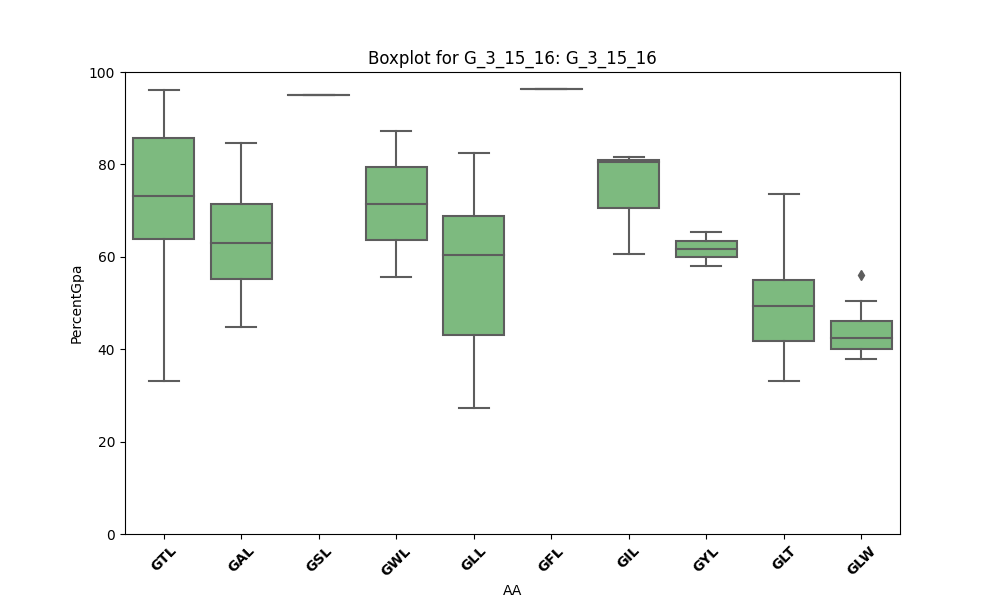 Boxplot for G_3_15_16: G_3_15_16
PercentGpa
100
80
60
40
20
0
GTL
GAL
GSL
GWL
GLL
GFL
GIL
GYL
GLT
GLW
AA